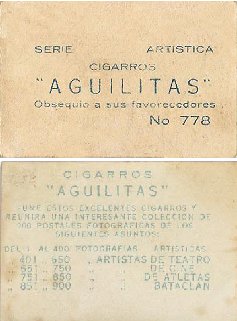 SERIE ARTISTICA
CIGARROS
"AGUILITAS"
Obsequio a sus favorecedores
No 778
CIGARROS
"AGUILITAS"
UNE ESTOS EXCELENTES CIGARROS Y
REUNIRA UNA INTERESANTE COLECCION DE
900 POSTALES FOTOGRAFICAS DE LOS
SIGUIENTES ASUNTOS:
DEL 1 AL 400 FOTOGRAFIAS ARTISTICAS
401 „ 650 „ ARTISTAS DE TEATRO
651 „ 750 „ DE CINE
751 „ 850 „ DE ATLETAS
851 „ 900 „ BATACLAN